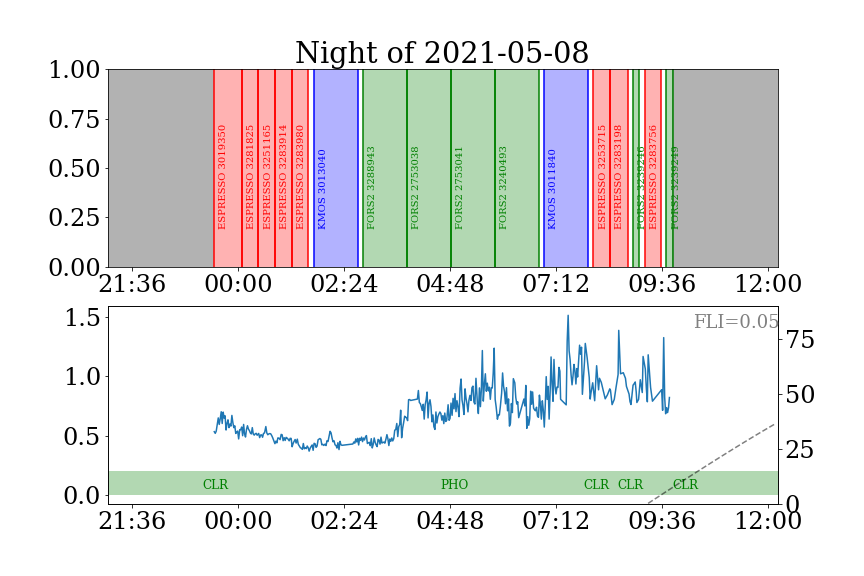 Night of 2021-05-08
1.00
0.75
0.50
0.25
0.00
ESPRESSO 3019350
ESPRESSO 3281825
ESPRESSO 3251165
ESPRESSO 3283914
ESPRESSO 3283980
KMOS 3013040
FORS2 3288943
FORS2 2753038
FORS2 2753041
FORS2 3240493
KMOS 3011840
ESPRESSO 3253715
ESPRESSO 3283198
FORS2 3239246
ESPRESSO 3283756
FORS2 3239249
21:36 00:00 02:24 04:48 07:12 09:36 12:00
1.5
1.0
0.5
0.0
FLI=0.05
75
50
25
0
CLR PHO CLR CLR CLR
21:36 00:00 02:24 04:48 07:12 09:36 12:00